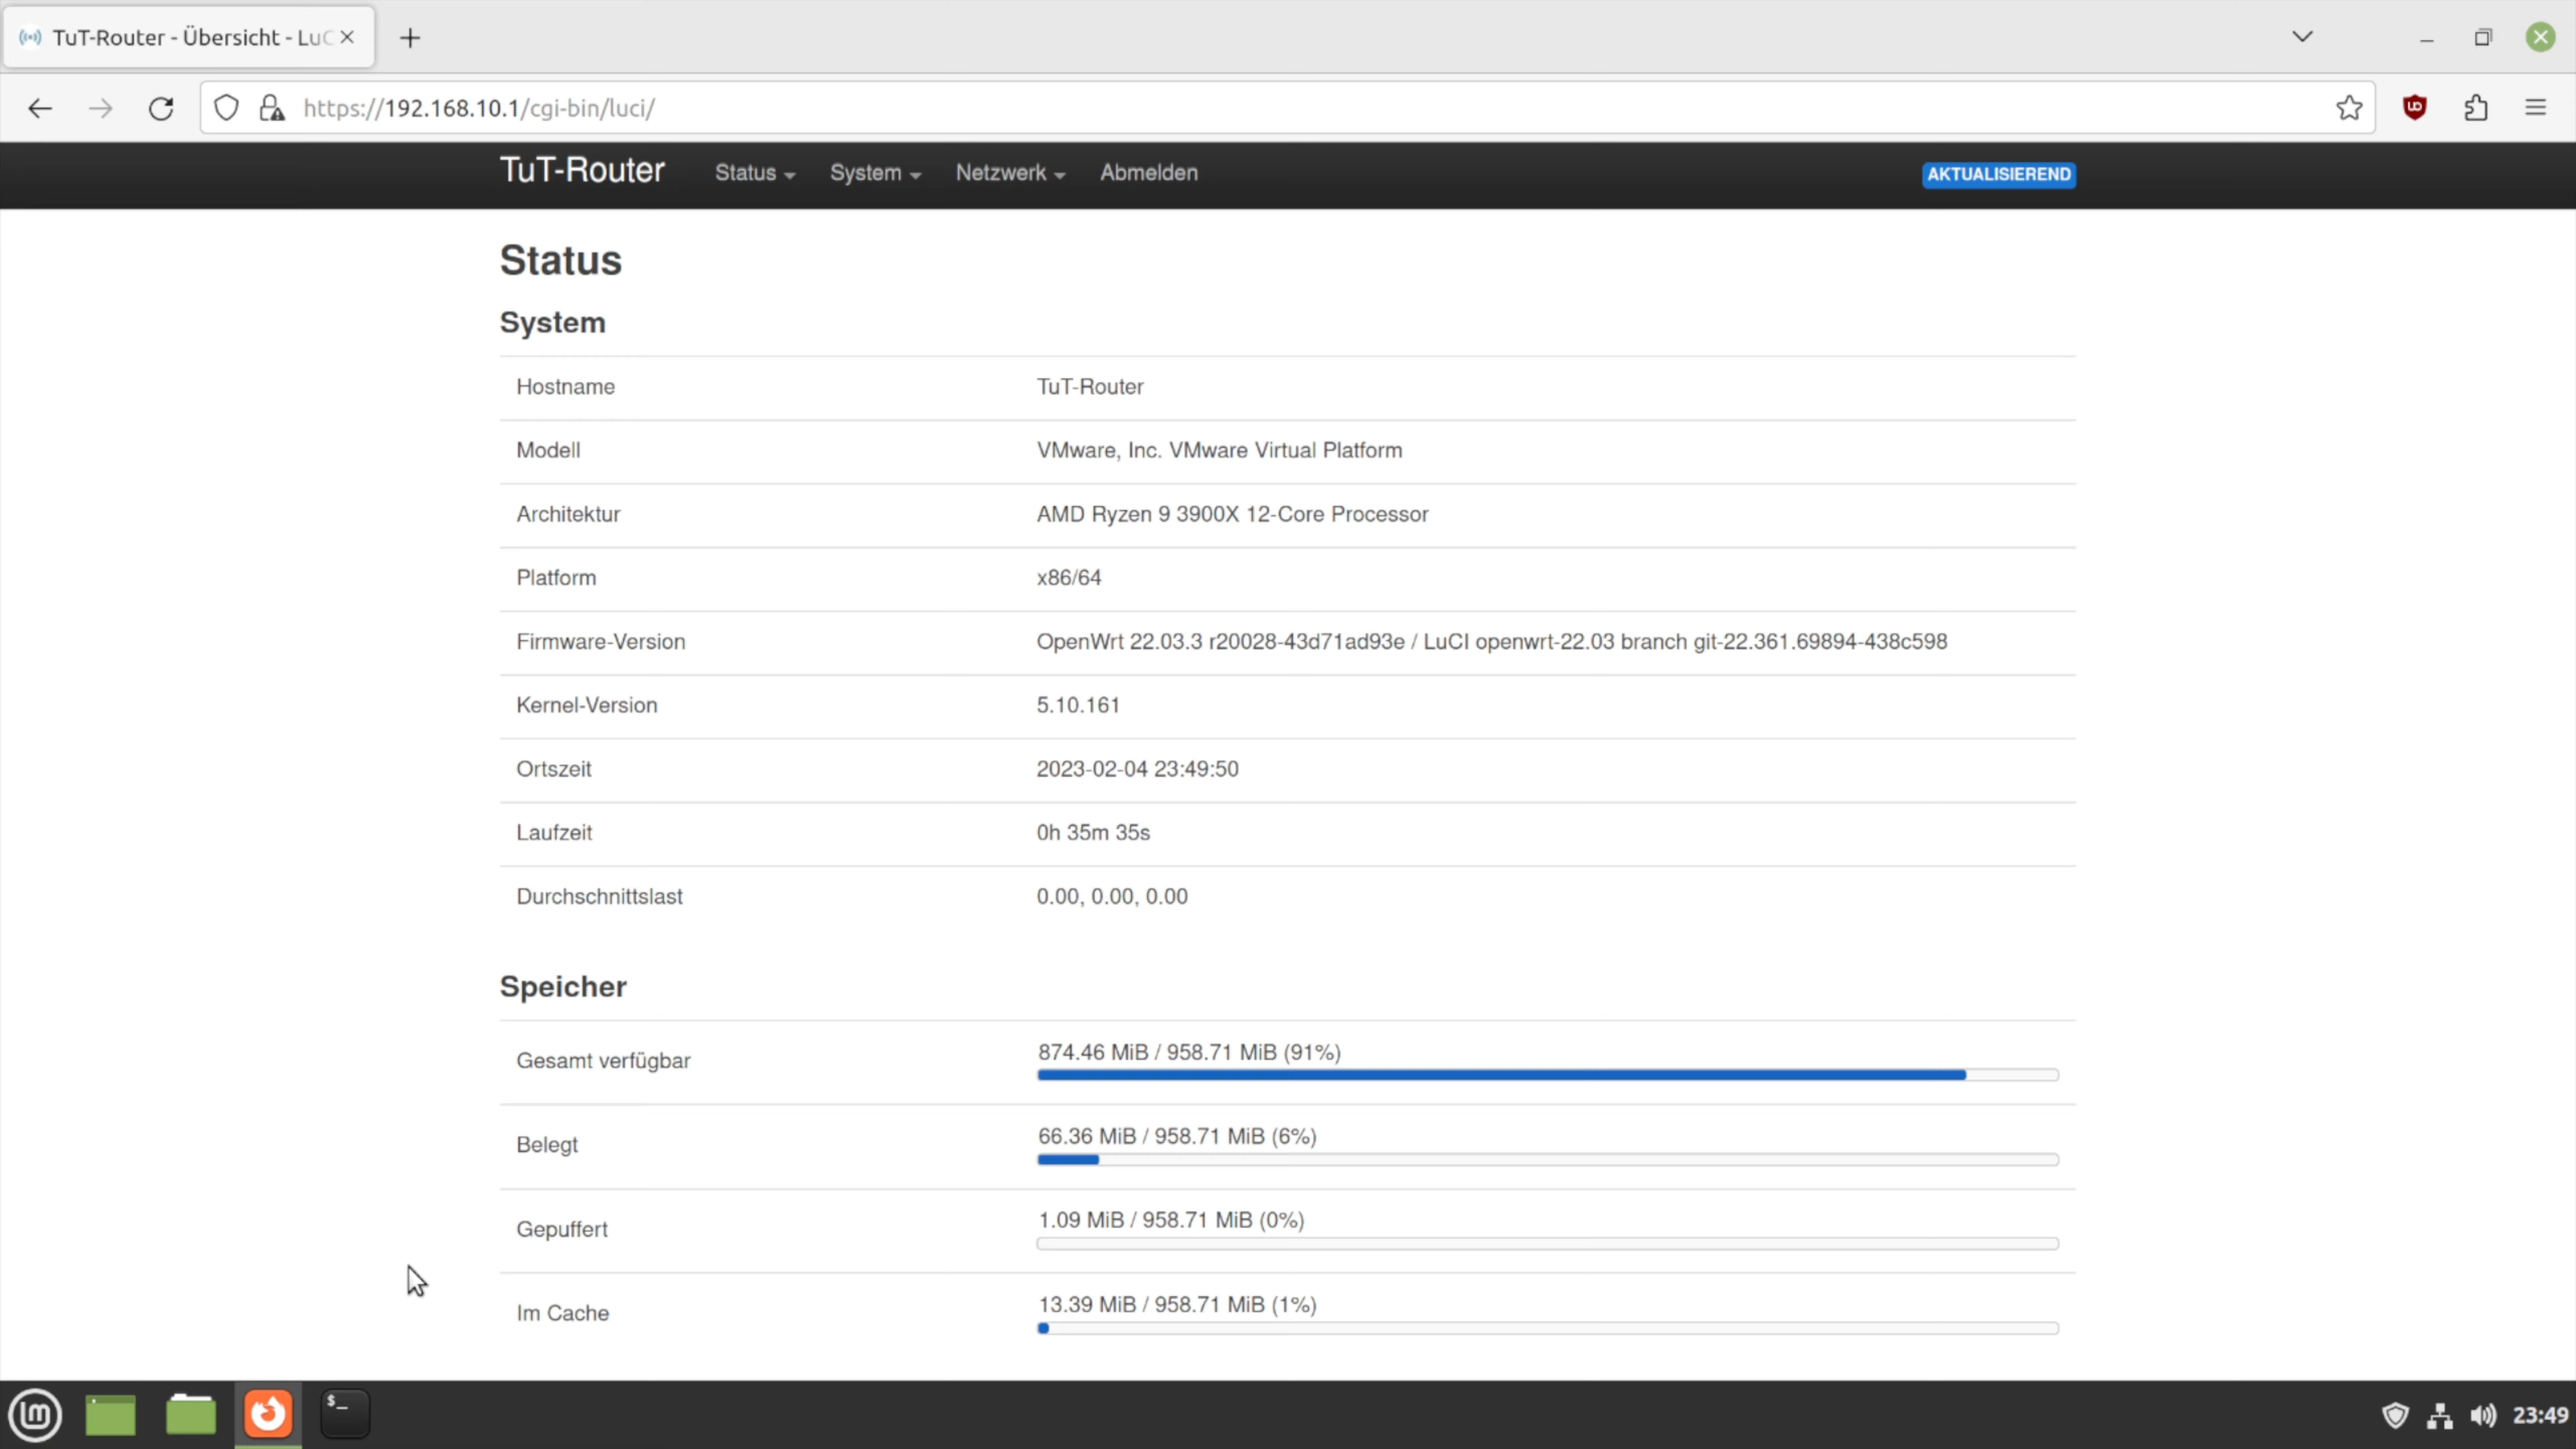 TuT-Router - Übersicht - LuC
https://192.168.10.1/cgi-bin/luci/
TuT-Router Status System Netzwerk Abmelden AKTUALISIEREND
Status
System
Hostname TuT-Router
Modell VMware, Inc. VMware Virtual Platform
Architektur AMD Ryzen 9 3900X 12-Core Processor
Platform x86/64
Firmware-Version OpenWrt 22.03.3 r20028-43d71ad93e / LuCI openwrt-22.03 branch git-22.361.69894-438c598
Kernel-Version 5.10.161
Ortszeit 2023-02-04 23:49:50
Laufzeit 0h 35m 35s
Durchschnittslast 0.00, 0.00, 0.00
Speicher
Gesamt verfügbar 874.46 MiB / 958.71 MiB (91%)
Belegt 66.36 MiB / 958.71 MiB (6%)
Gepuffert 1.09 MiB / 958.71 MiB (0%)
Im Cache 13.39 MiB / 958.71 MiB (1%)
$_ 23:49